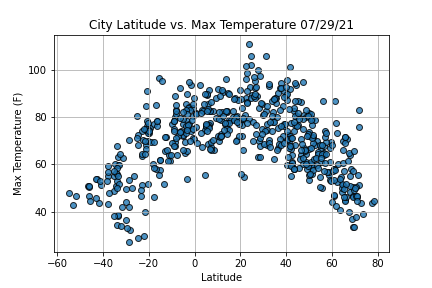 City Latitude vs. Max Temperature 07/29/21
100
80
60
40
Max Temperature (F)
−60 −40 −20 0 20 40 60 80
Latitude